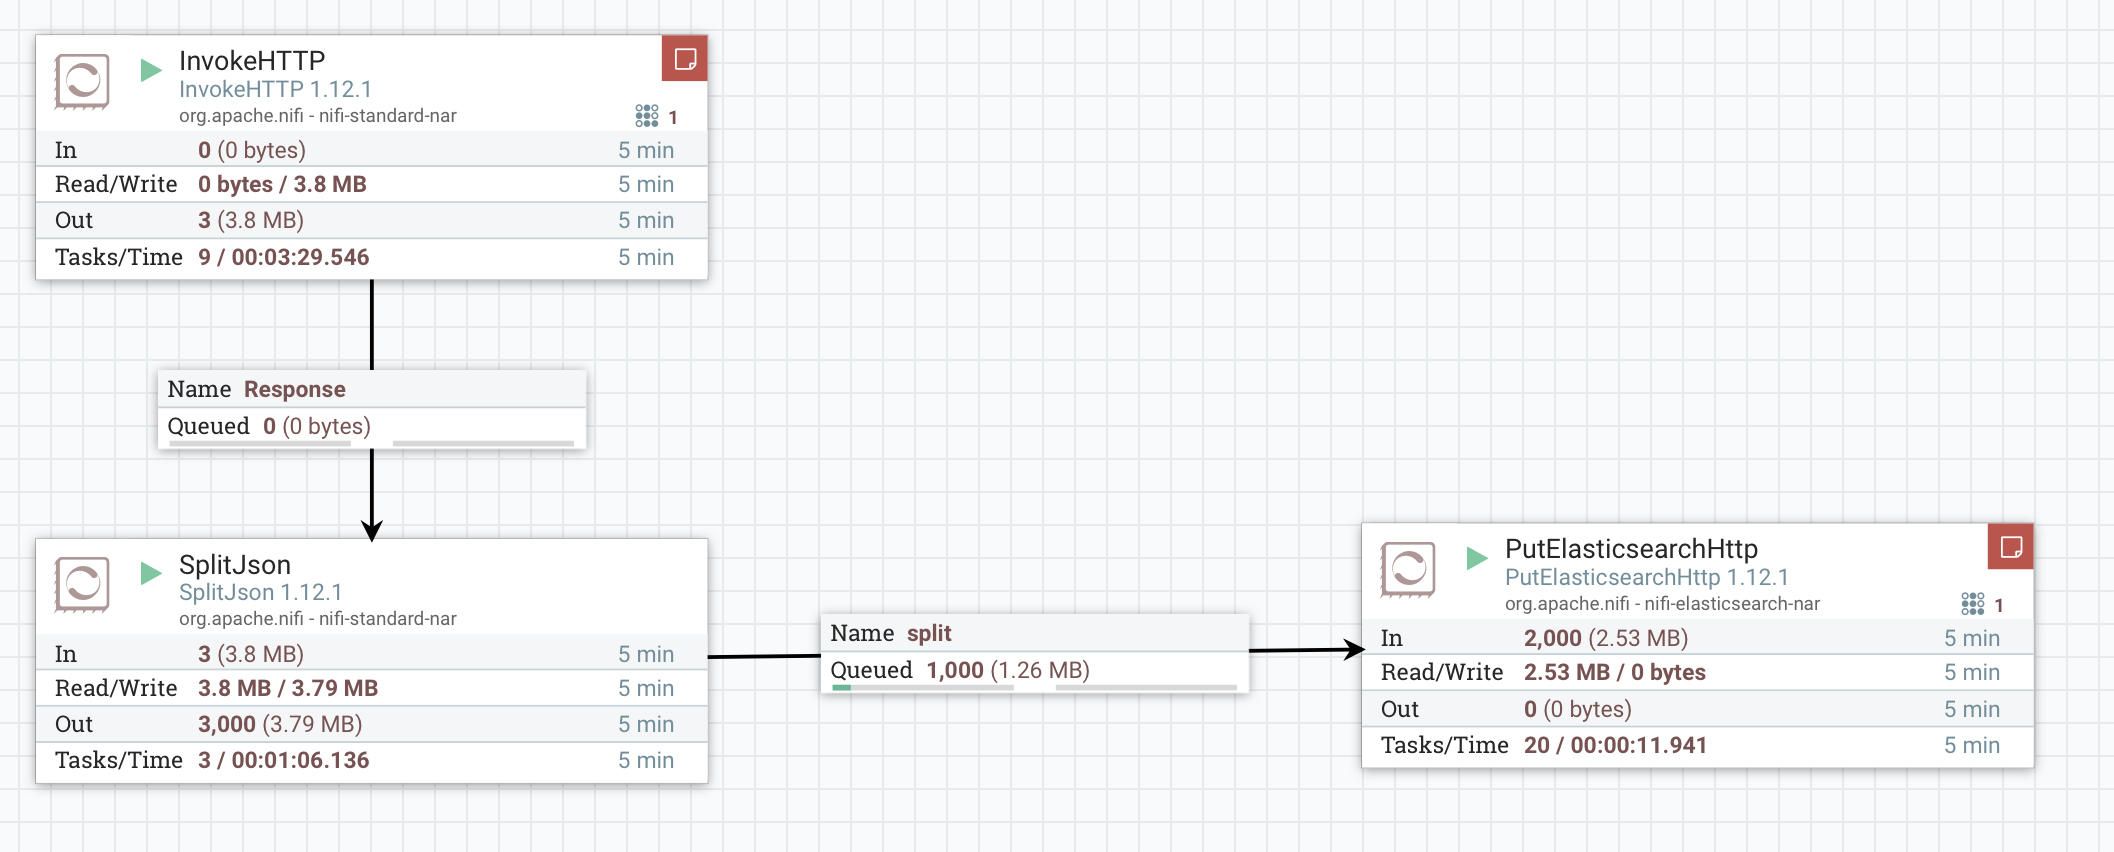 InvokeHTTP
InvokeHTTP 1.12.1
org.apache.nifi - nifi-standard-nar
1
In 0 (0 bytes) 5 min
Read/Write 0 bytes / 3.8 MB 5 min
Out 3 (3.8 MB) 5 min
Tasks/Time 9 / 00:03:29.546 5 min
Name Response
Queued 0 (0 bytes)
SplitJson
SplitJson 1.12.1
org.apache.nifi - nifi-standard-nar
In 3 (3.8 MB) 5 min
Read/Write 3.8 MB / 3.79 MB 5 min
Out 3,000 (3.79 MB) 5 min
Tasks/Time 3 / 00:01:06.136 5 min
Name split
Queued 1,000 (1.26 MB)
PutElasticsearchHttp
PutElasticsearchHttp 1.12.1
org.apache.nifi - nifi-elasticsearch-nar
1
In 2,000 (2.53 MB) 5 min
Read/Write 2.53 MB / 0 bytes 5 min
Out 0 (0 bytes) 5 min
Tasks/Time 20 / 00:00:11.941 5 min